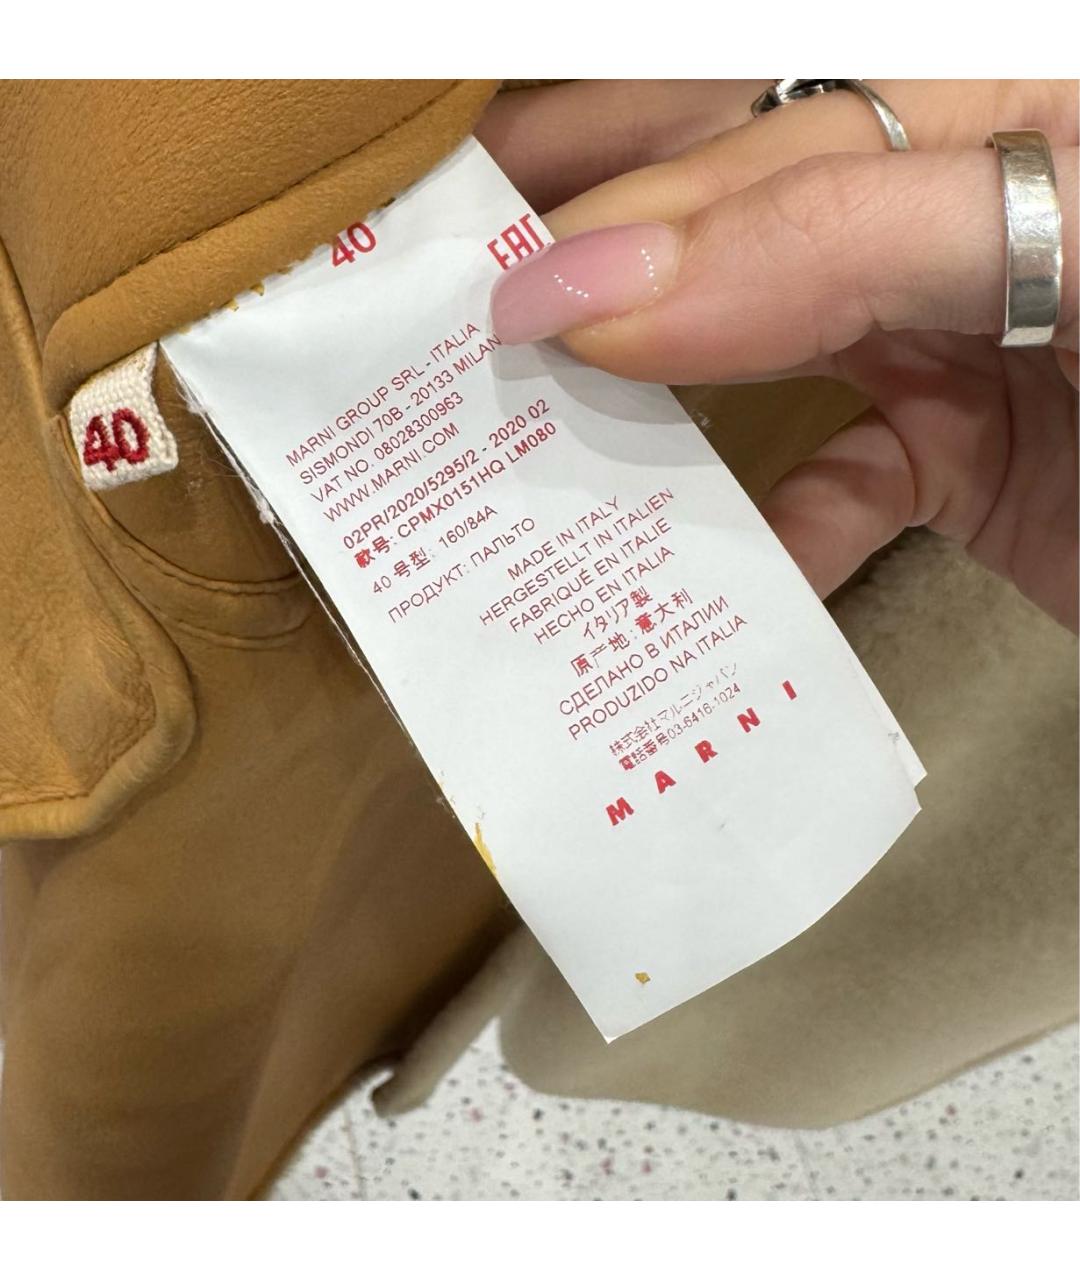 40
EAC
40
MARNI GROUP SRL - ITALIA
SISMONDI 70B - 20133 MILAN
VAT NO. 08028300963
WWW.MARNI.COM
02PR/2020/5295/2 - 2020 02
款号: CPMX0151HQ LM080
40 号型: 160/84A
ПРОДУКТ: ПАЛЬТО
MADE IN ITALY
HERGESTELLT IN ITALIEN
FABRIQUÉ EN ITALIE
HECHO EN ITALIA
イタリア製
原产地: 意大利
СДЕЛАНО В ИТАЛИИ
PRODUZIDO NA ITALIA
株式会社マルニジャパン
電話番号03-6416-1024
MARNI